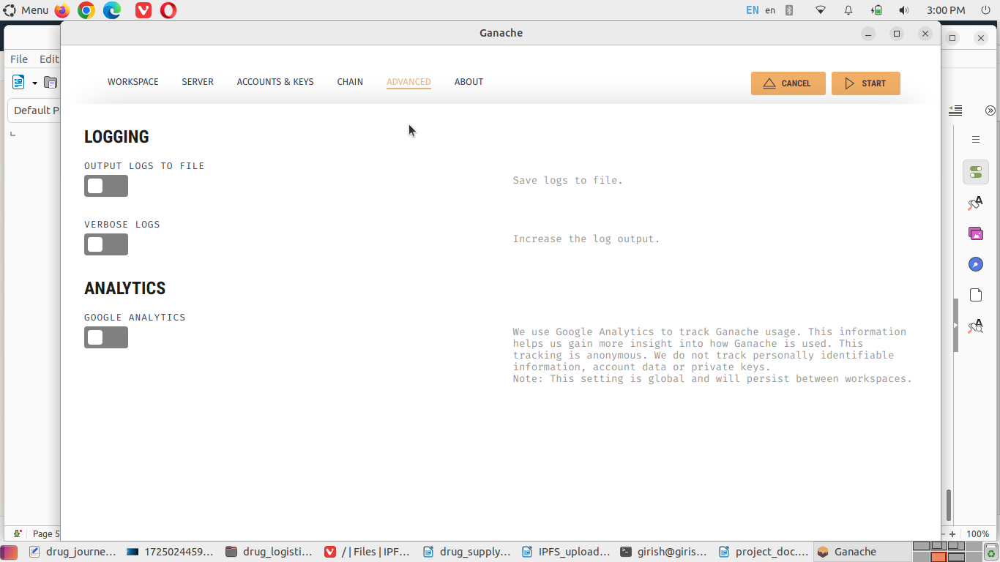 Menu
EN en
3:00 PM
Ganache
File Edit
WORKSPACE SERVER ACCOUNTS & KEYS CHAIN ADVANCED ABOUT
CANCEL START
Default P
LOGGING
OUTPUT LOGS TO FILE
Save logs to file.
VERBOSE LOGS
Increase the log output.
ANALYTICS
GOOGLE ANALYTICS
We use Google Analytics to track Ganache usage. This information
helps us gain more insight into how Ganache is used. This
tracking is anonymous. We do not track personally identifiable
information, account data or private keys.
Note: This setting is global and will persist between workspaces.
Page 5
100%
drug_journe... 1725024459... drug_logisti... / | Files | IPF... drug_supply... IPFS_upload... girish@giris... project_doc.... Ganache